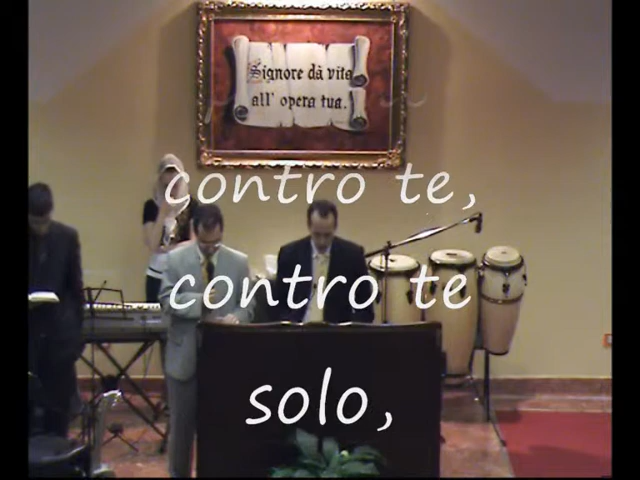 Signore dà vita
all' opera tua.
contro te,
contro te
solo,